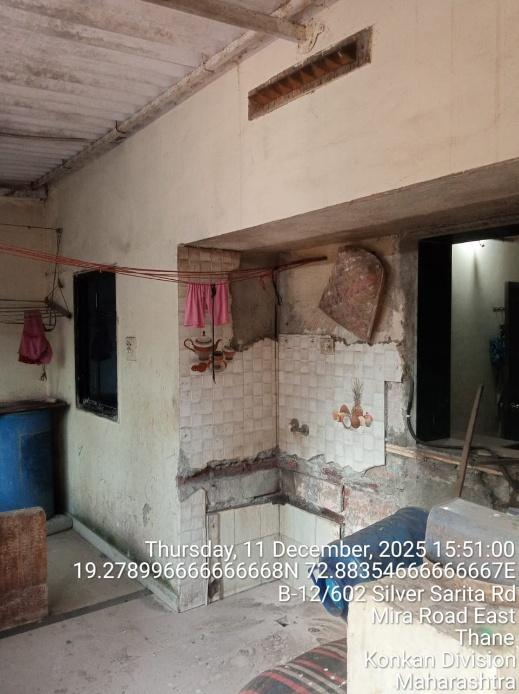 Thursday, 11 December, 2025 15:51:00
19.278996666666668N 72.88354666666667E
B-12/602 Silver Sarita Rd
Mira Road East
Thane
Konkan Division
Maharashtra